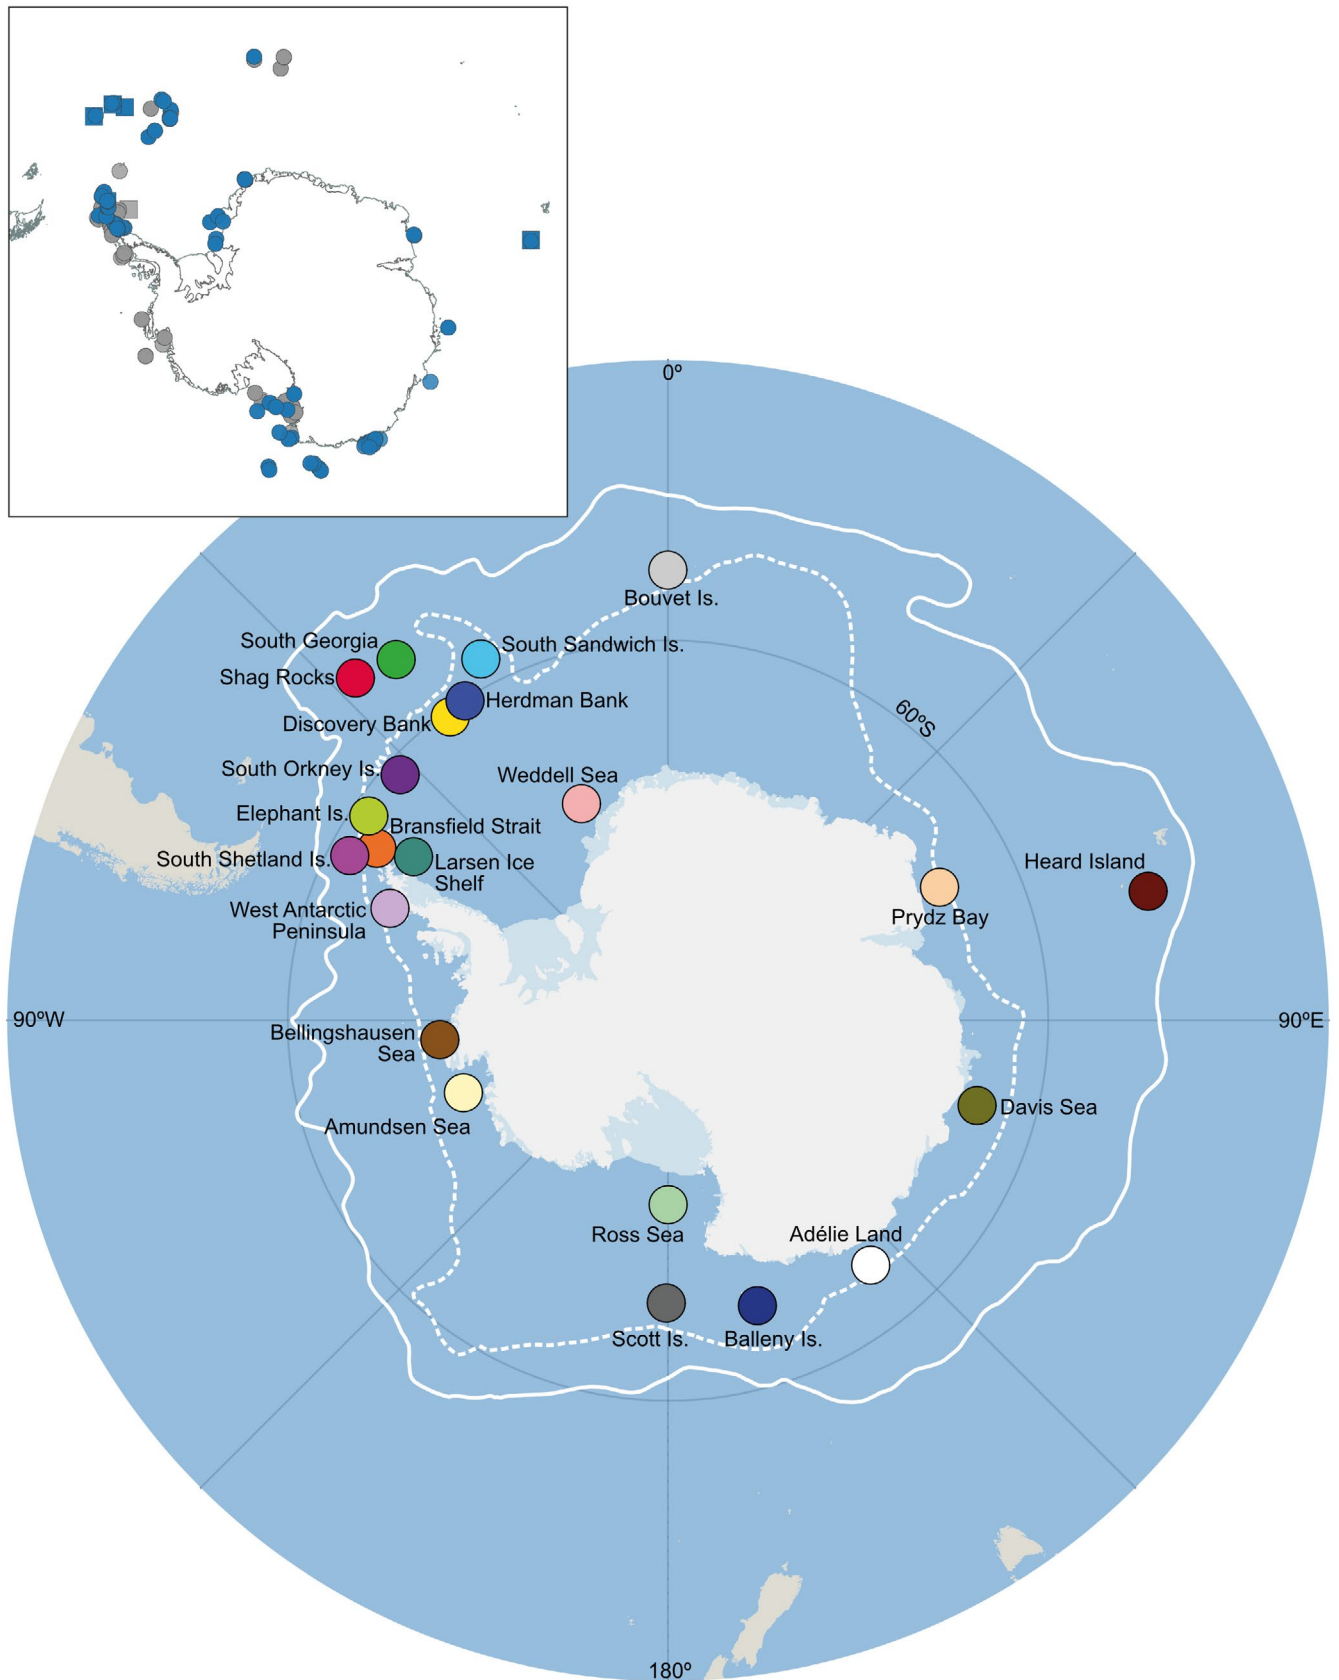 0º
Bouvet Is.
South Georgia
South Sandwich Is.
Shag Rocks
Herdman Bank
Discovery Bank
60ºS
South Orkney Is.
Weddell Sea
Elephant Is.
Bransfield Strait
South Shetland Is.
Larsen Ice
Shelf
Heard Island
West Antarctic
Peninsula
Prydz Bay
90ºW
90ºE
Bellingshausen
Sea
Amundsen Sea
Davis Sea
Ross Sea
Adélie Land
Scott Is.
Balleny Is.
180º